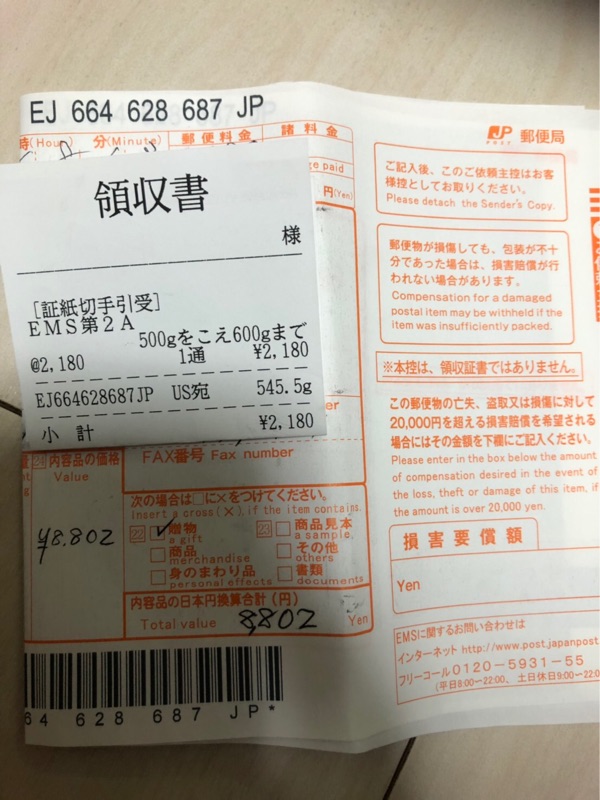 EJ 664 628 687 JP
時(Hour) 分(Minute) 郵便料金 諸料金
ge paid
円(Yen)
領収書
様
[証紙切手引受]
EMS第2A
500gをこえ600gまで
@2,180 1通 ¥2,180
EJ664628687JP US宛 545.5g
小 計 ¥2,180
FAX番号 Fax number
24 内容品の価格
Value
¥8.802
次の場合は□に×をつけてください。
Insert a cross (×), if the item contains.
22 贈物
a gift
23 商品見本
a sample
商品
merchandise
その他
others
身のまわり品
personal effects
書類
documents
内容品の日本円換算合計(円)
Total value 8,802 Yen
64 628 687 JP*
JP 郵便局
POST
ご記入後、このご依頼主控はお客
様控としてお取りください。
Please detach the Sender's Copy.
郵便物が損傷しても、包装が不十
分であった場合は、損害賠償が行
われない場合があります。
Compensation for a damaged
postal item may be withheld if the
item was insufficiently packed.
※本控は、領収証書ではありません。
この郵便物の亡失、盗取又は損傷に対して
20,000円を超える損害賠償を希望される
場合にはその金額を下欄にご記入ください。
Please enter in the box below the amount
of compensation desired in the event of
the loss, theft or damage of this item, if
the amount is over 20,000 yen.
損害要償額
Yen
EMSに関するお問い合わせは
インターネット http://www.post.japanpost.
フリーコール0120-5931-55
(平日8:00~22:00、土日休日9:00~22:0